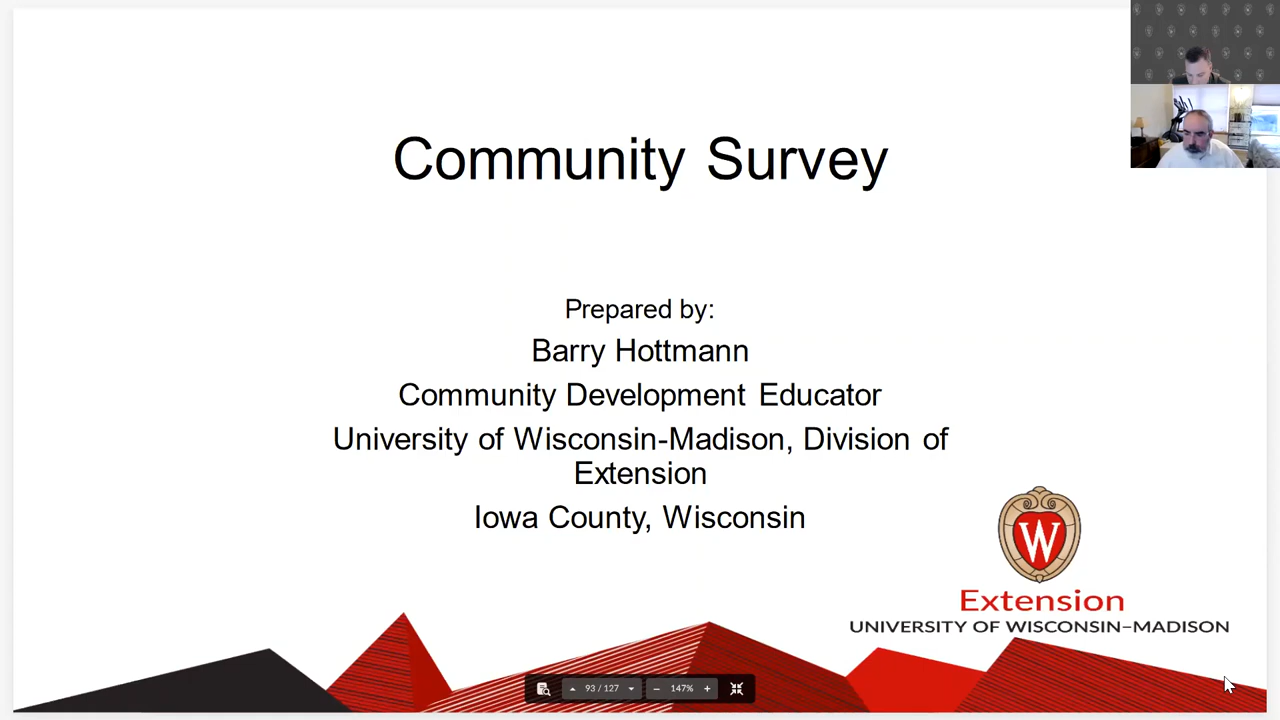 Community Survey
Prepared by:
Barry Hottmann
Community Development Educator
University of Wisconsin-Madison, Division of
Extension
Iowa County, Wisconsin
W
Extension
UNIVERSITY OF WISCONSIN–MADISON
93 / 127
147%